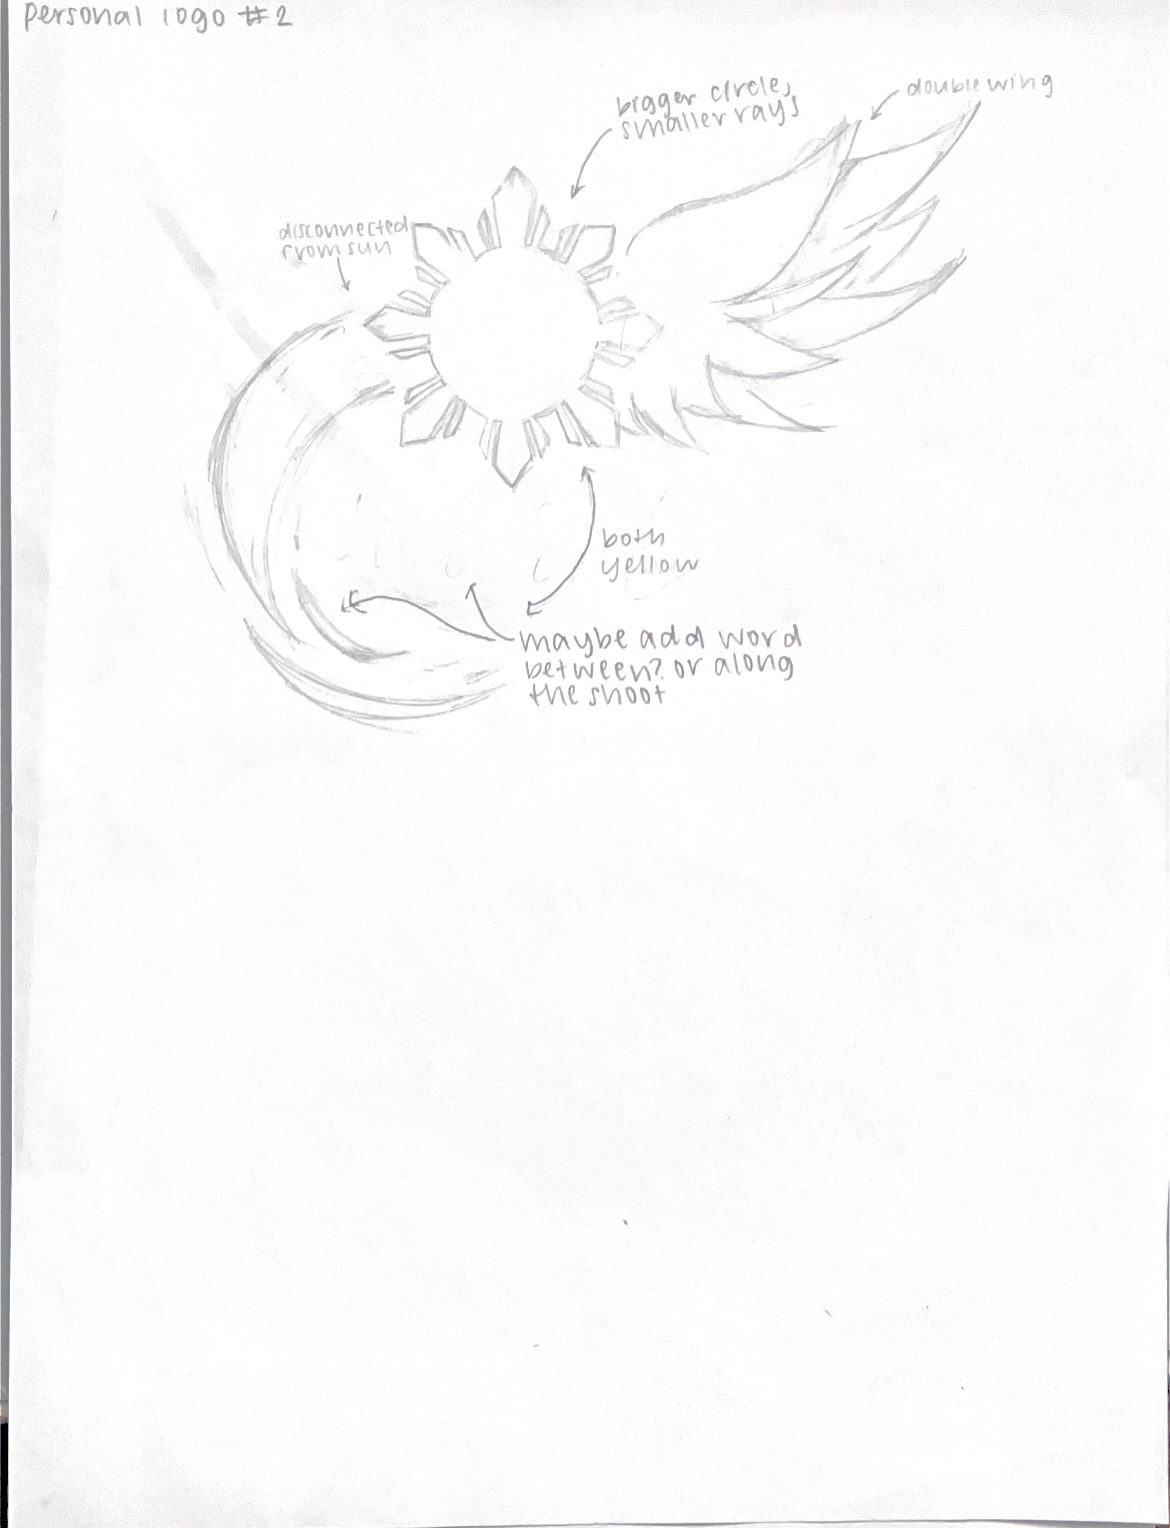 personal logo #2
bigger circle,
smaller rays
double wing
disconnected
from sun
both
yellow
maybe add word
between? or along
the shoot